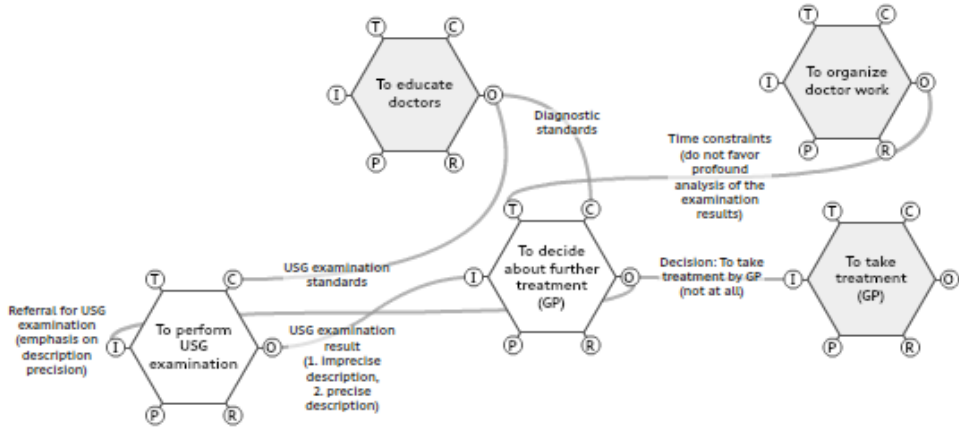 T
C
To educate
doctors
I
O
P
R
T
C
To organize
doctor work
I
O
P
R
Diagnostic
standards
Time constraints
(do not favor
profound
analysis of the
examination
results)
T
C
To decide
about further
treatment
(GP)
I
O
P
R
Decision: To take
treatment by GP
(not at all)
T
C
To take
treatment
(GP)
I
O
P
R
USG examination
standards
Referral for USG
examination
(emphasis on
description
precision)
T
C
To perform
USG
examination
I
O
P
R
USG examination
result
(1. imprecise
description,
2. precise
description)